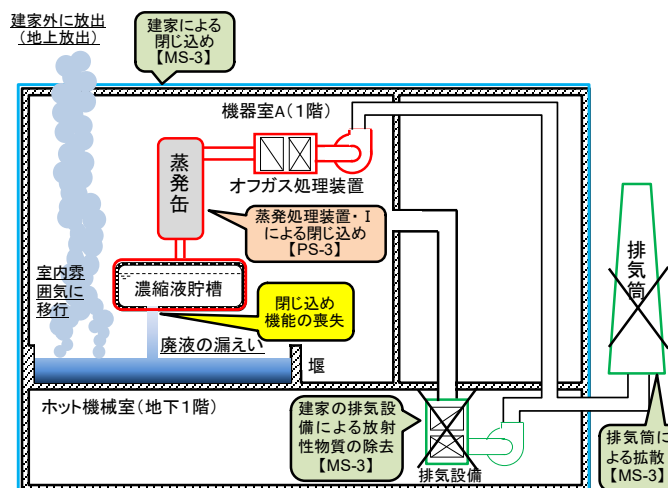 建家外に放出
(地上放出)
建家による
閉じ込め
【MS-3】
機器室A(1階)
蒸発缶
オフガス処理装置
蒸発処理装置・Ⅰ
による閉じ込め
【PS-3】
排気筒
室内雰
囲気に
移行
濃縮液貯槽
閉じ込め
機能の喪失
廃液の漏えい
堰
ホット機械室(地下1階)
建家の排気設
備による放射
性物質の除去
【MS-3】
排気設備
排気筒に
よる拡散
【MS-3】